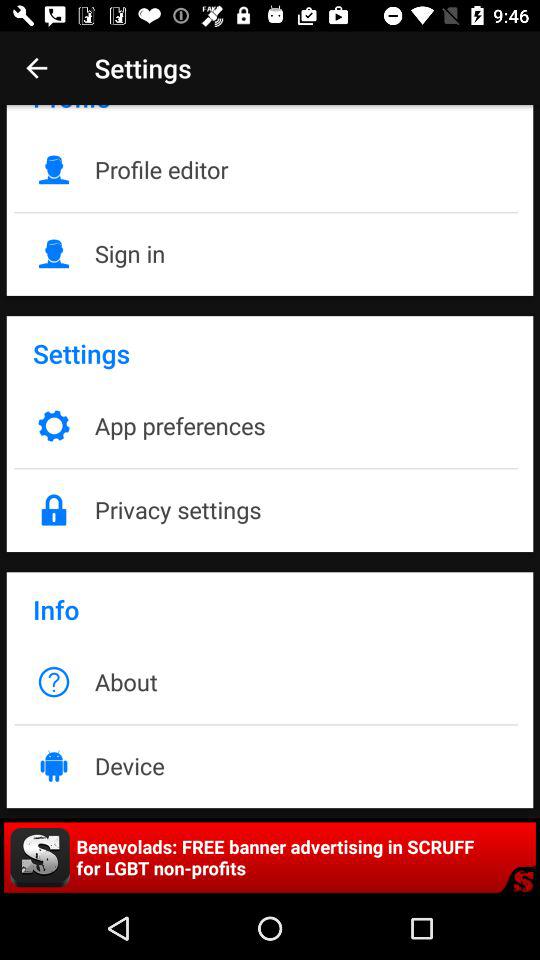 9:46
Settings
Profile
Profile editor
Sign in
Settings
App preferences
Privacy settings
Info
About
Device
Benevolads: FREE banner advertising in SCRUFF
for LGBT non-profits